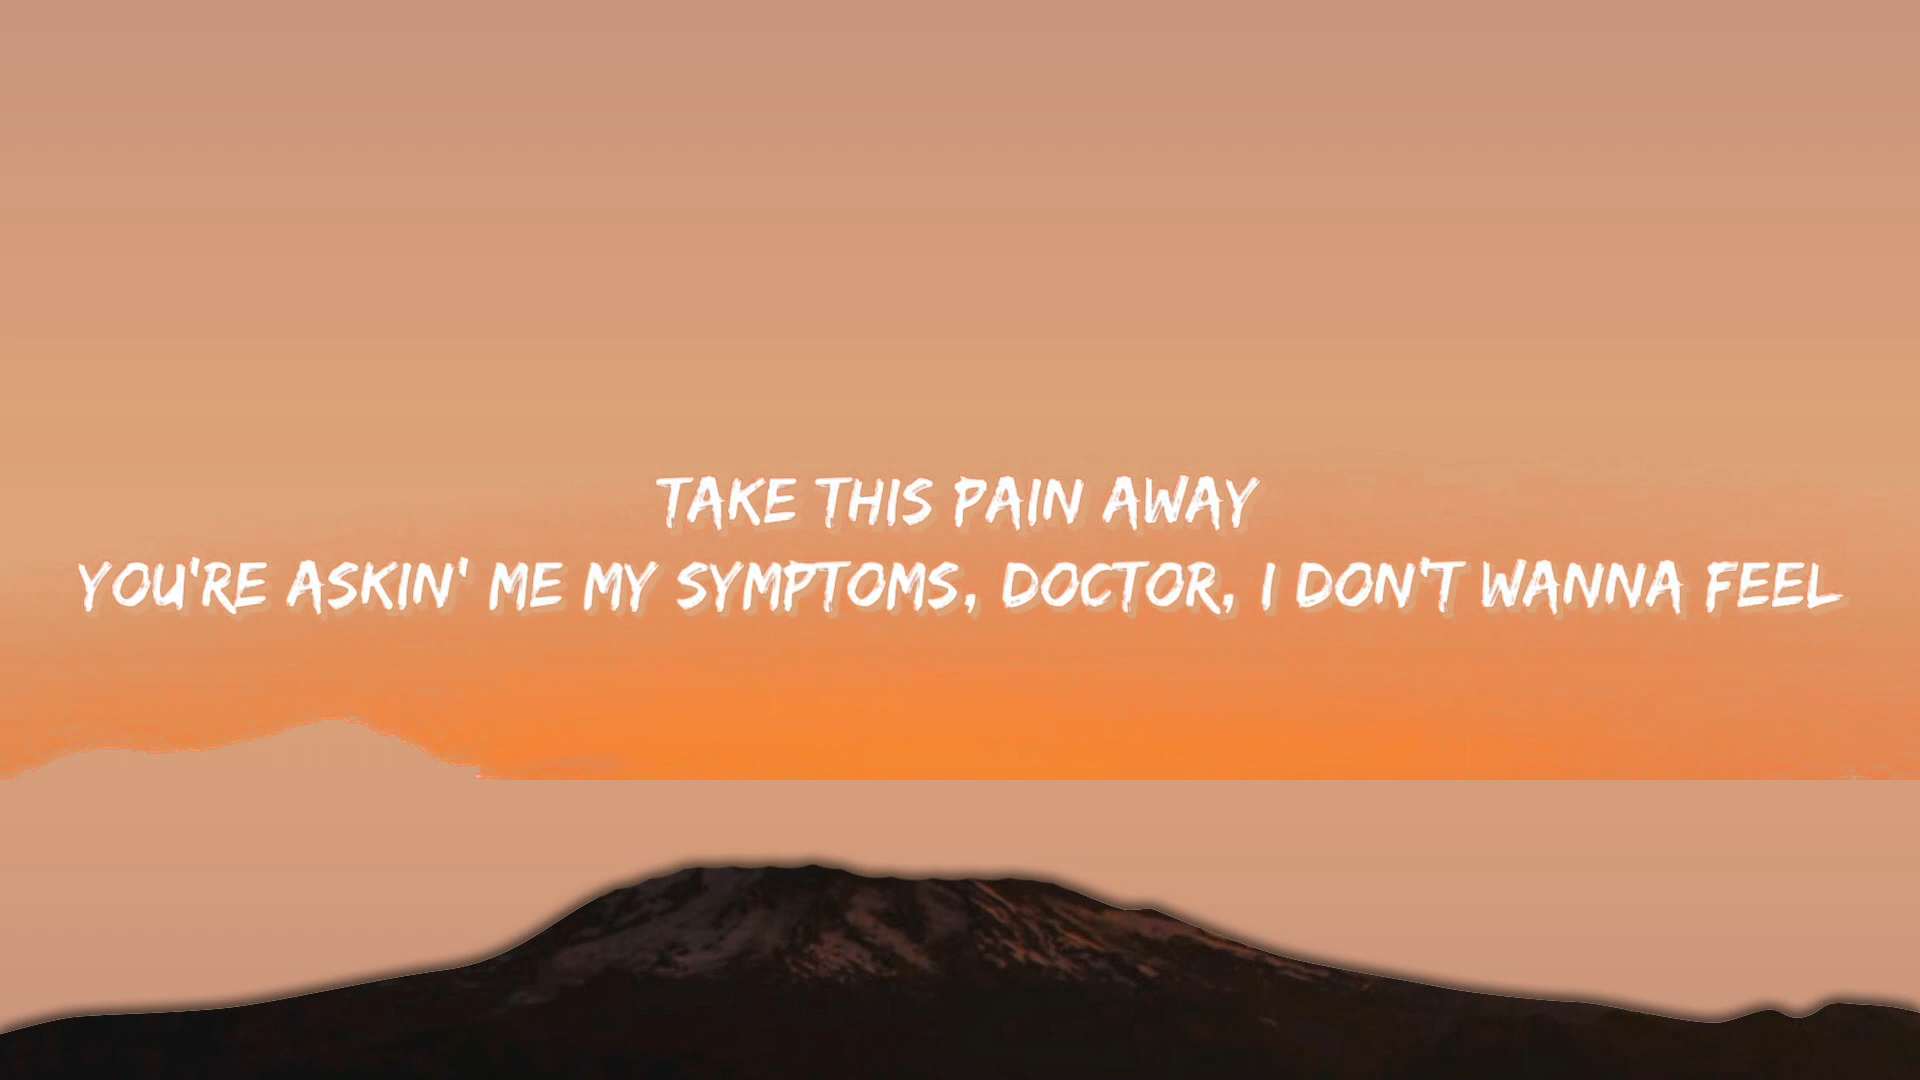 TAKE THIS PAIN AWAY
YOU'RE ASKIN' ME MY SYMPTOMS, DOCTOR, I DON'T WANNA FEEL